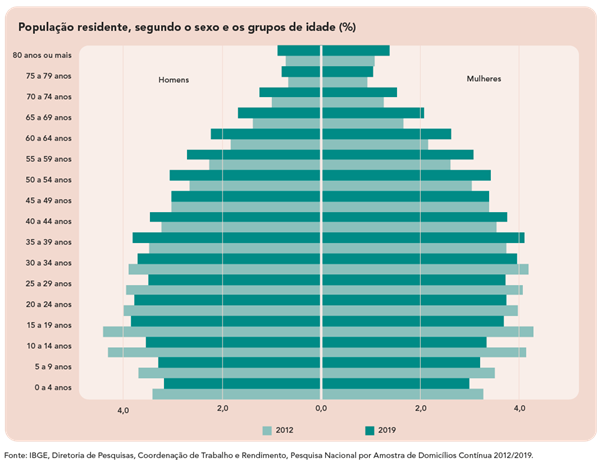 População residente, segundo o sexo e os grupos de idade (%)
80 anos ou mais
Homens
Mulheres
75 a 79 anos
70 a 74 anos
65 a 69 anos
60 a 64 anos
55 a 59 anos
50 a 54 anos
45 a 49 anos
40 a 44 anos
35 a 39 anos
30 a 34 anos
25 a 29 anos
20 a 24 anos
15 a 19 anos
10 a 14 anos
5 a 9 anos
0 a 4 anos
4,0 2,0 0,0 2,0 4,0
2012 2019
Fonte: IBGE, Diretoria de Pesquisas, Coordenação de Trabalho e Rendimento, Pesquisa Nacional por Amostra de Domicílios Contínua 2012/2019.